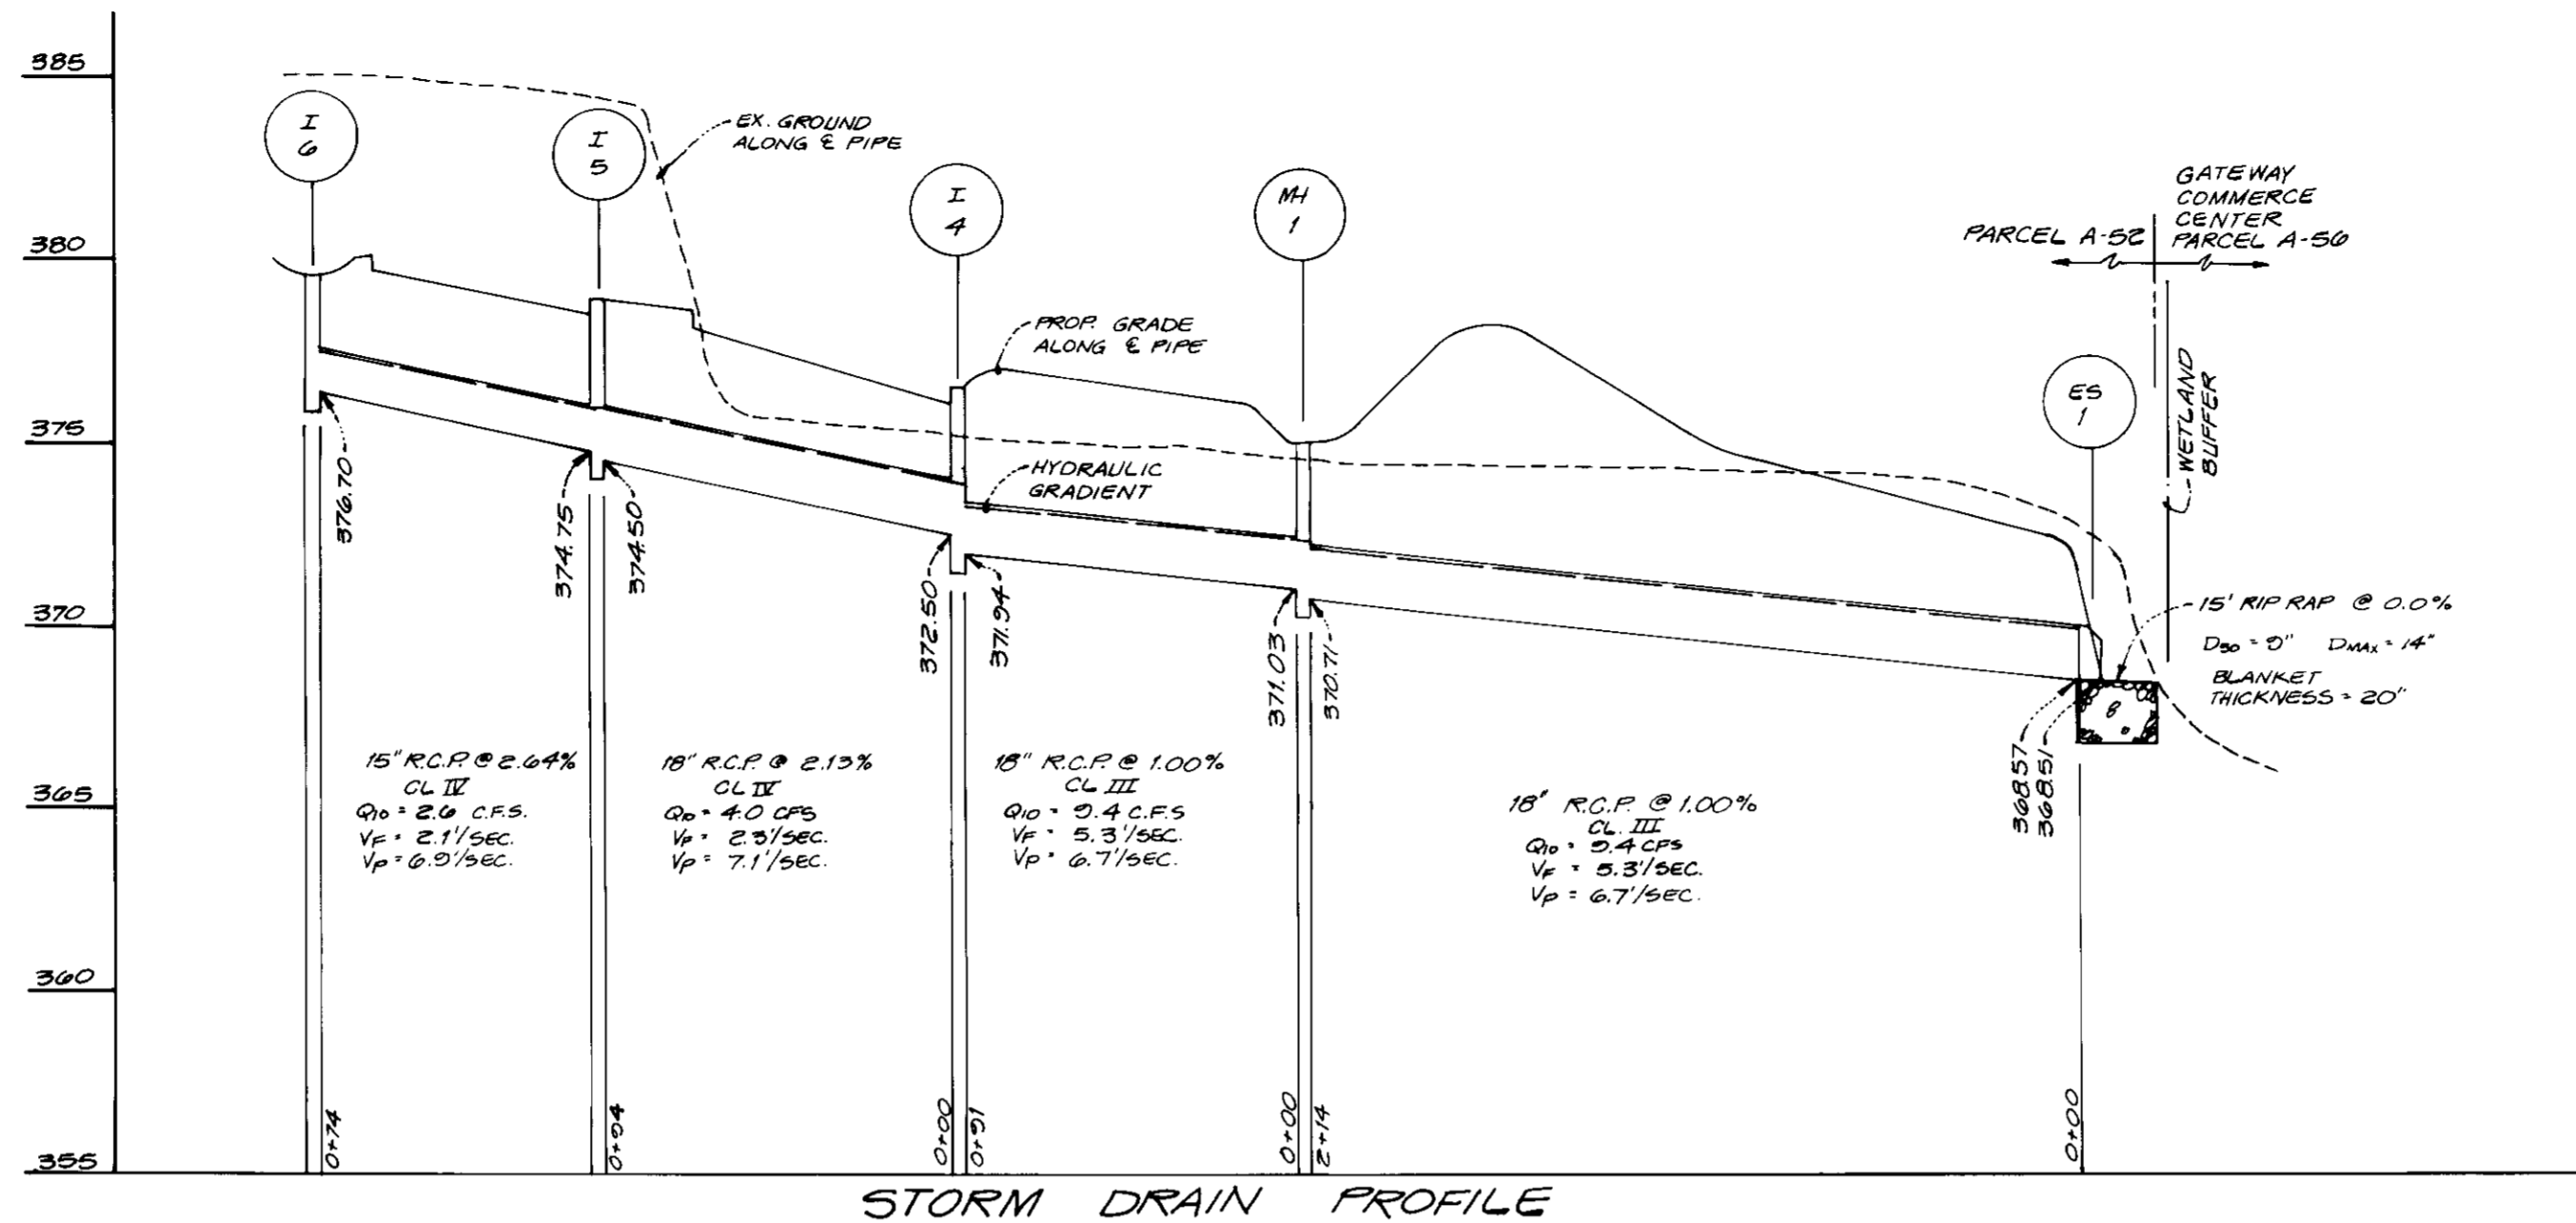 385
380
375
370
365
360
355
I
6
I
5
I
4
MH
1
ES
1
EX. GROUND
ALONG ℄ PIPE
PROP. GRADE
ALONG ℄ PIPE
HYDRAULIC
GRADIENT
GATEWAY
COMMERCE
CENTER
PARCEL A-52
PARCEL A-56
WETLAND
BUFFER
376.70
374.75
374.50
372.50
371.94
371.03
370.71
368.57
368.51
15' RIP RAP @ 0.0%
D50 = 9" DMAX = 14"
BLANKET
THICKNESS = 20"
15" R.C.P. @ 2.64%
CL IV
Q10 = 2.6 C.F.S.
VF = 2.1'/SEC.
VP = 6.9'/SEC.
18" R.C.P. @ 2.13%
CL IV
Q10 = 4.0 CFS
VF = 2.3'/SEC.
VP = 7.1'/SEC.
18" R.C.P. @ 1.00%
CL III
Q10 = 9.4 C.F.S
VF = 5.3'/SEC.
VP = 6.7'/SEC.
18" R.C.P. @ 1.00%
CL. III
Q10 = 9.4 CFS
VF = 5.3'/SEC.
VP = 6.7'/SEC.
0+74
0+94
0+00
0+91
0+00
2+14
0+00
STORM DRAIN PROFILE